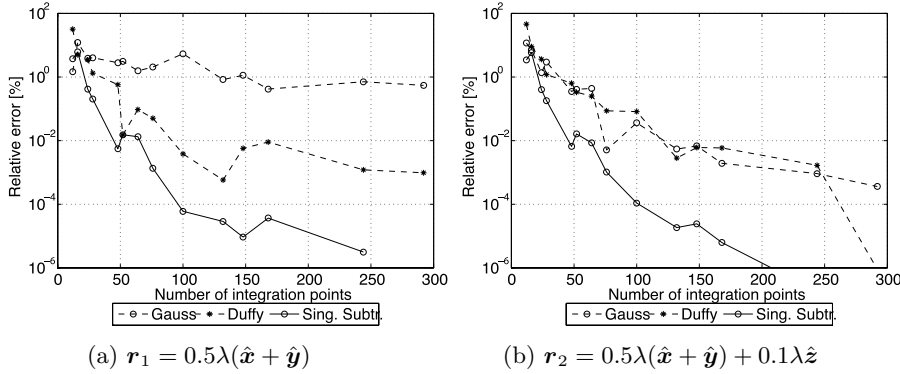 10^2
10^0
10^−2
10^−4
10^−6
Relative error [%]
0 50 100 150 200 250 300
Number of integration points
Gauss Duffy Sing. Subtr.
(a) r₁ = 0.5λ(x̂ + ŷ)
10^2
10^0
10^−2
10^−4
10^−6
Relative error [%]
0 50 100 150 200 250 300
Number of integration points
Gauss Duffy Sing. Subtr.
(b) r₂ = 0.5λ(x̂ + ŷ) + 0.1λẑ